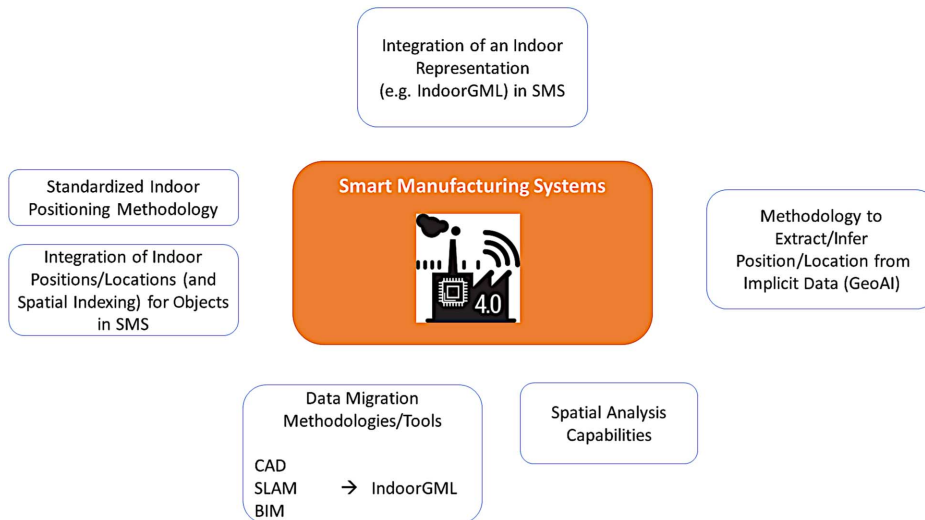 Integration of an Indoor
Representation
(e.g. IndoorGML) in SMS
Standardized Indoor
Positioning Methodology
Integration of Indoor
Positions/Locations (and
Spatial Indexing) for Objects
in SMS
Smart Manufacturing Systems
4.0
Methodology to
Extract/Infer
Position/Location from
Implicit Data (GeoAI)
Data Migration
Methodologies/Tools
CAD
SLAM → IndoorGML
BIM
Spatial Analysis
Capabilities